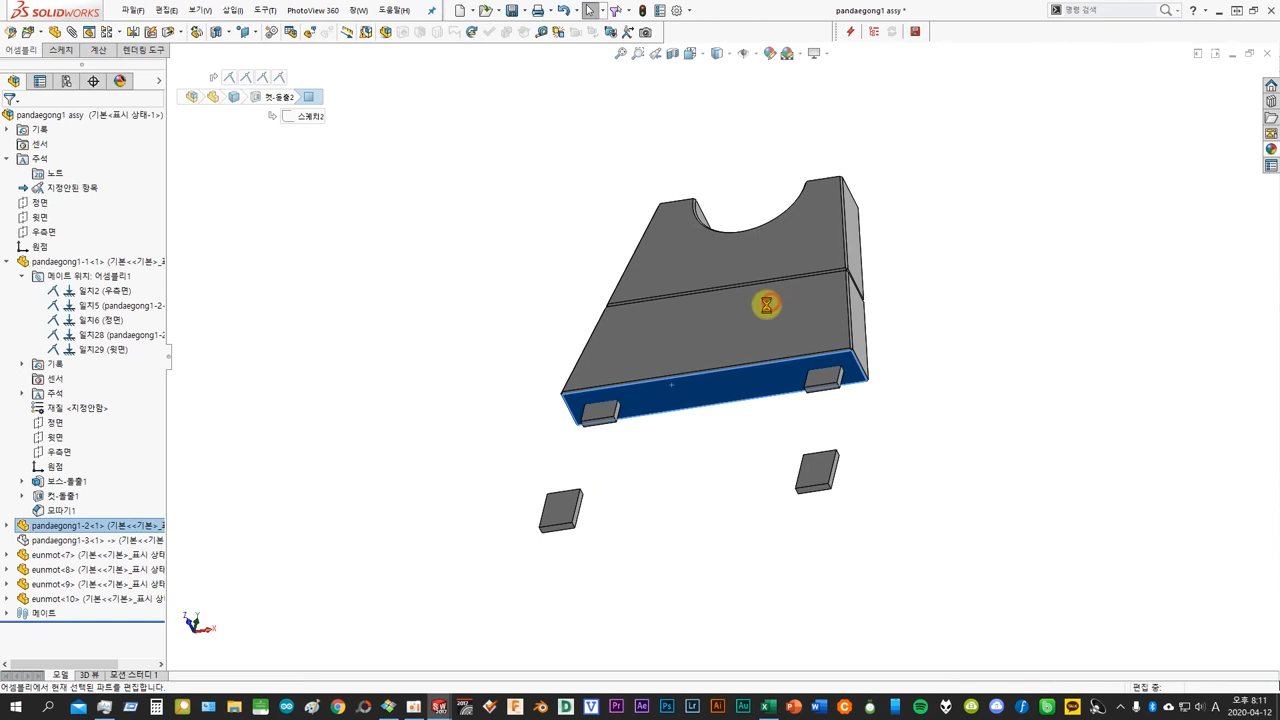 SOLIDWORKS
파일(F)
편집(E)
보기(V)
삽입(I)
도구(T)
PhotoView 360
창(W)
도움말(H)
pandaegong1 assy *
명령 검색
어셈블리
스케치
계산
렌더링 도구
컷-돌출2
스케치2
pandaegong1 assy (기본<표시 상태-1>)
기록
센서
주석
노트
지정안된 항목
정면
윗면
우측면
원점
pandaegong1-1<1> (기본<<기본>_
메이트 위치: 어셈블리1
일치2 (우측면)
일치5 (pandaegong1-2-
일치6 (정면)
일치28 (pandaegong1-2
일치29 (윗면)
기록
센서
주석
재질 <지정안함>
정면
윗면
우측면
원점
보스-돌출1
컷-돌출1
모따기1
pandaegong1-2<1> (기본<<기본>_표
pandaegong1-3<1> -> (기본<<기본
eunmot<7> (기본<<기본>_표시 상태
eunmot<8> (기본<<기본>_표시 상태
eunmot<9> (기본<<기본>_표시 상태
eunmot<10> (기본<<기본>_표시 상
메이트
Z
Y
X
모델
3D 뷰
모션 스터디 1
어셈블리에서 현재 선택된 파트를 편집합니다.
편집 중:
오후 8:11
2020-04-12